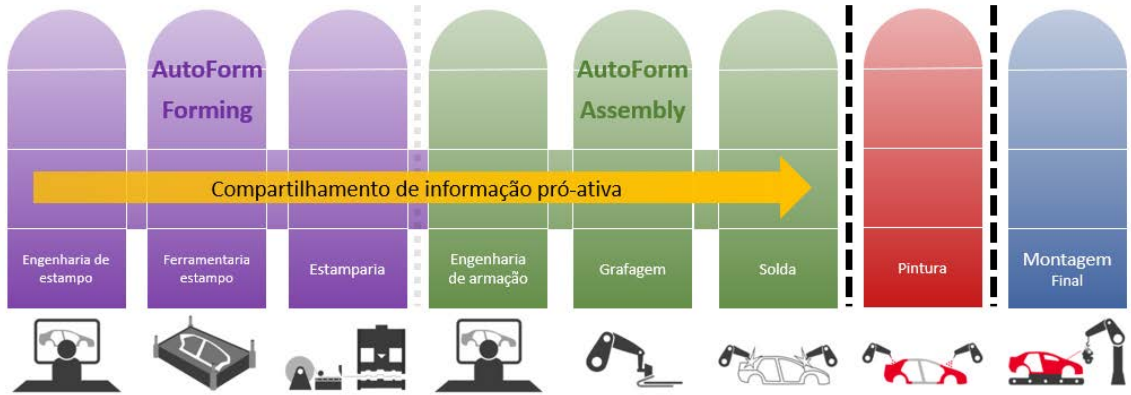 AutoForm
Forming
AutoForm
Assembly
Compartilhamento de informação pró-ativa
Engenharia de
estampo
Ferramentaria
estampo
Estamparia
Engenharia
de armação
Grafagem
Solda
Pintura
Montagem
Final